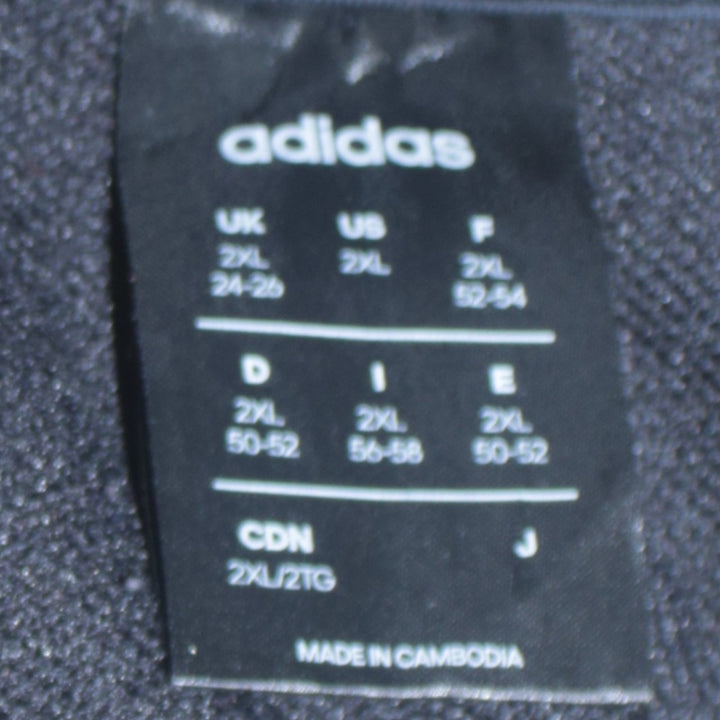 adidas
UK US F
2XL 2XL 2XL
24-26 52-54
D I E
2XL 2XL 2XL
50-52 56-58 50-52
CDN J
2XL/2TG
MADE IN CAMBODIA